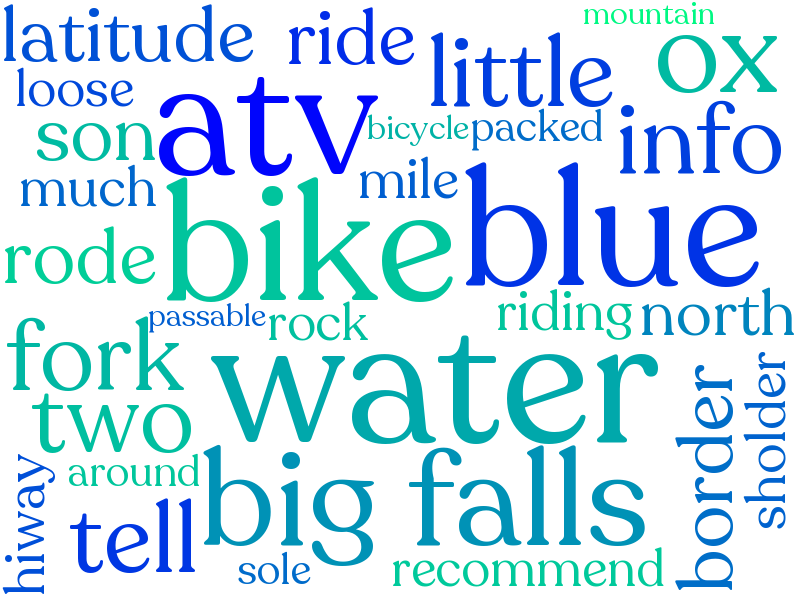 mountain
latitude
ride
little
ox
loose
atv
bicycle
packed
info
son
much
mile
bike
blue
rode
passable
rock
riding
north
fork
water
two
border
sholder
around
big falls
hiway
tell
sole
recommend